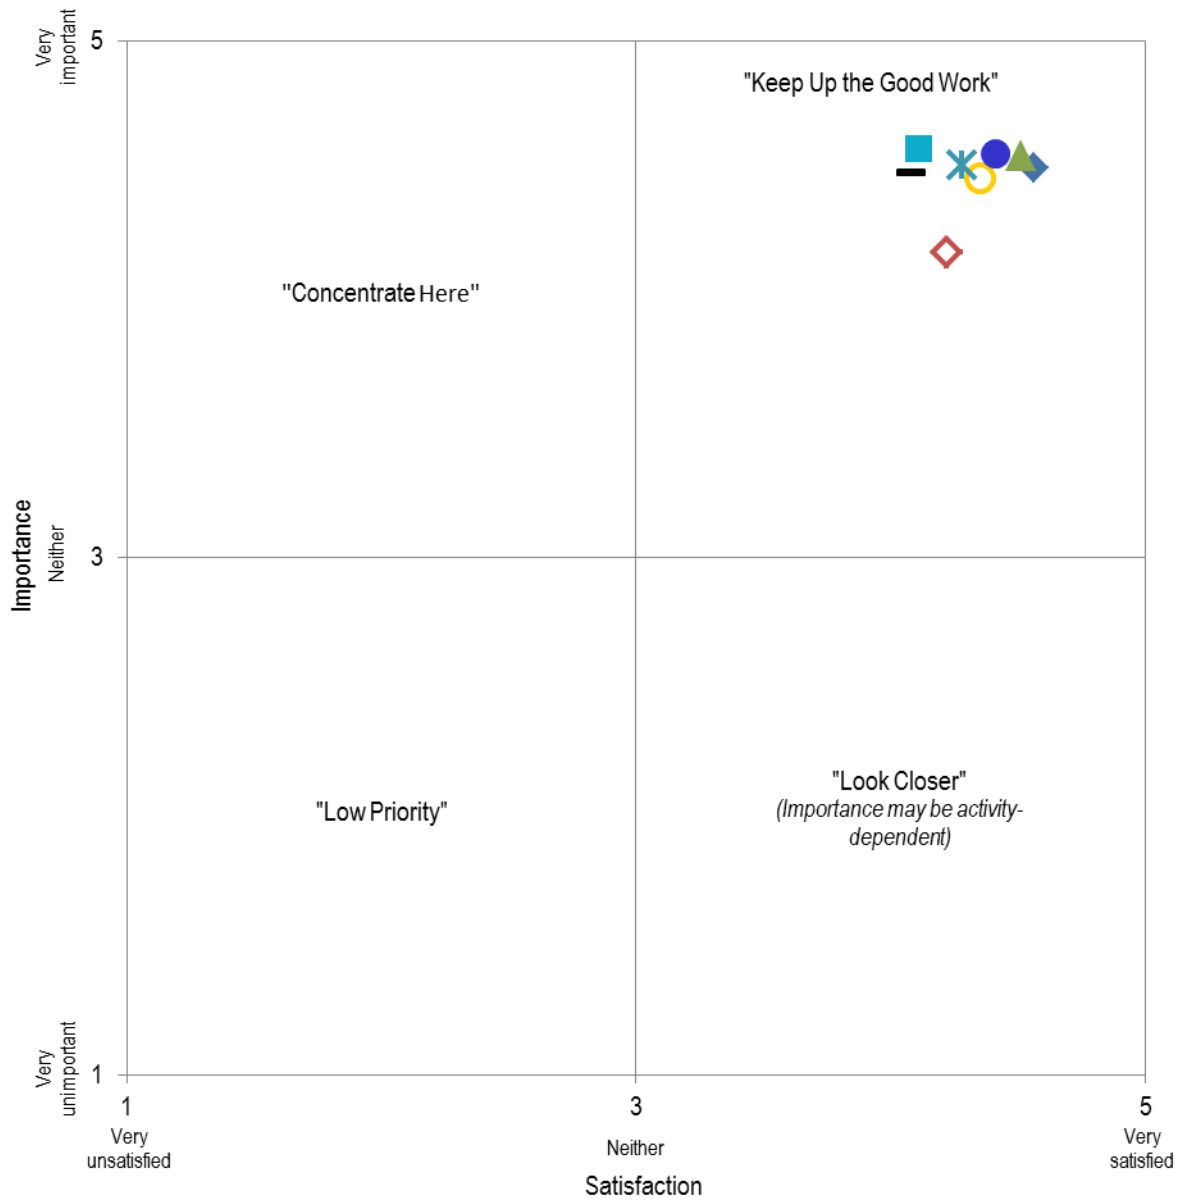 Very
important
5
"Keep Up the Good Work"
"Concentrate Here"
Importance
Neither
3
"Look Closer"
(Importance may be activity-
dependent)
"Low Priority"
Very
unimportant
1
1
3
5
Very
unsatisfied
Neither
Very
satisfied
Satisfaction